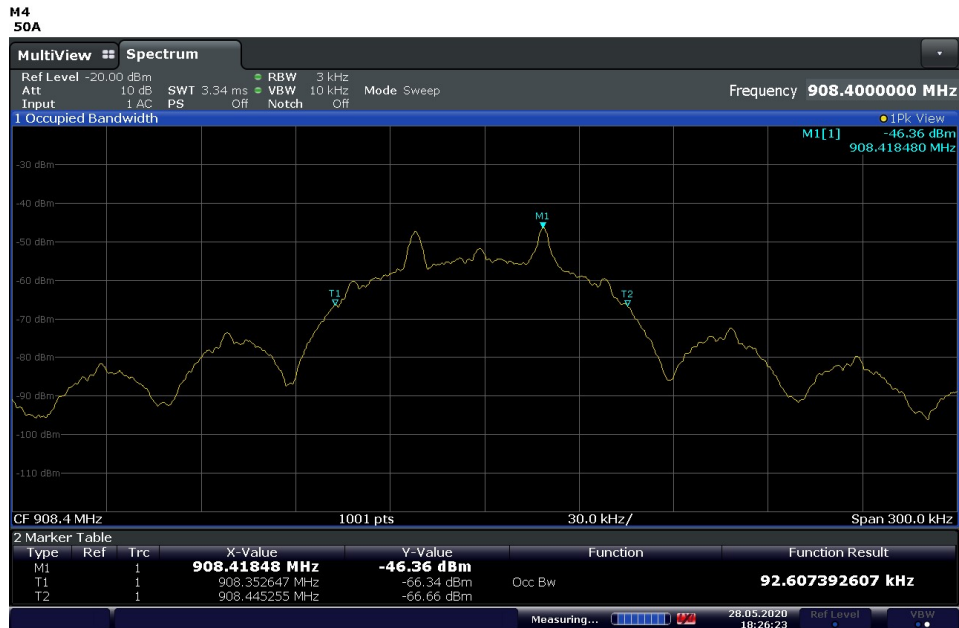 M4
50A
MultiView Spectrum
Ref Level -20.00 dBm RBW 3 kHz
Att 10 dB SWT 3.34 ms VBW 10 kHz Mode Sweep Frequency 908.4000000 MHz
Input 1 AC PS Off Notch Off
1 Occupied Bandwidth 1Pk View
M1[1] -46.36 dBm
908.418480 MHz
-30 dBm
-40 dBm
M1
-50 dBm
-60 dBm
T1 T2
-70 dBm
-80 dBm
-90 dBm
-100 dBm
-110 dBm
CF 908.4 MHz 1001 pts 30.0 kHz/ Span 300.0 kHz
2 Marker Table
Type Ref Trc X-Value Y-Value Function Function Result
M1 1 908.41848 MHz -46.36 dBm
T1 1 908.352647 MHz -66.34 dBm Occ Bw 92.607392607 kHz
T2 1 908.445255 MHz -66.66 dBm
Measuring... 28.05.2020 Ref Level VBW
18:26:23